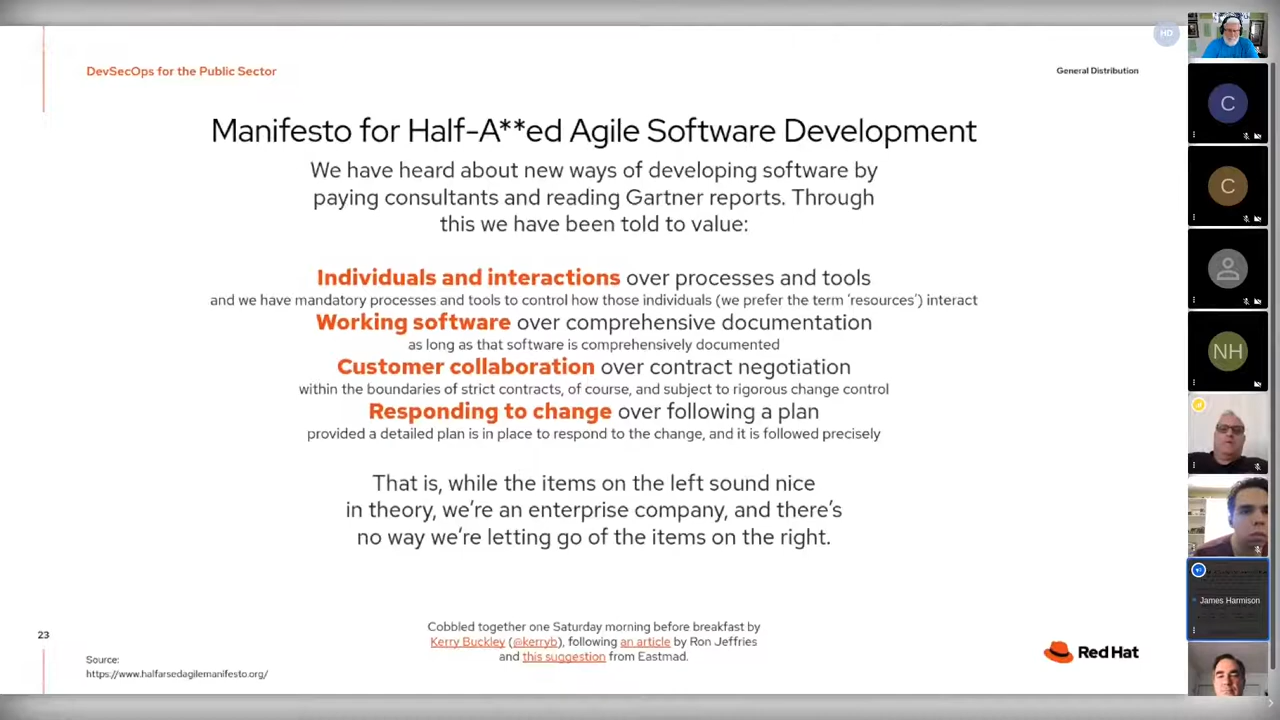 HD
DevSecOps for the Public Sector
General Distribution
Manifesto for Half-A**ed Agile Software Development
We have heard about new ways of developing software by
paying consultants and reading Gartner reports. Through
this we have been told to value:
Individuals and interactions over processes and tools
and we have mandatory processes and tools to control how those individuals (we prefer the term ‘resources’) interact
Working software over comprehensive documentation
as long as that software is comprehensively documented
Customer collaboration over contract negotiation
within the boundaries of strict contracts, of course, and subject to rigorous change control
Responding to change over following a plan
provided a detailed plan is in place to respond to the change, and it is followed precisely
That is, while the items on the left sound nice
in theory, we’re an enterprise company, and there’s
no way we’re letting go of the items on the right.
Cobbled together one Saturday morning before breakfast by
Kerry Buckley (@kerryb), following an article by Ron Jeffries
and this suggestion from Eastmad.
23
Source:
https://www.halfarsedagilemanifesto.org/
Red Hat
C
C
NH
James Harmison